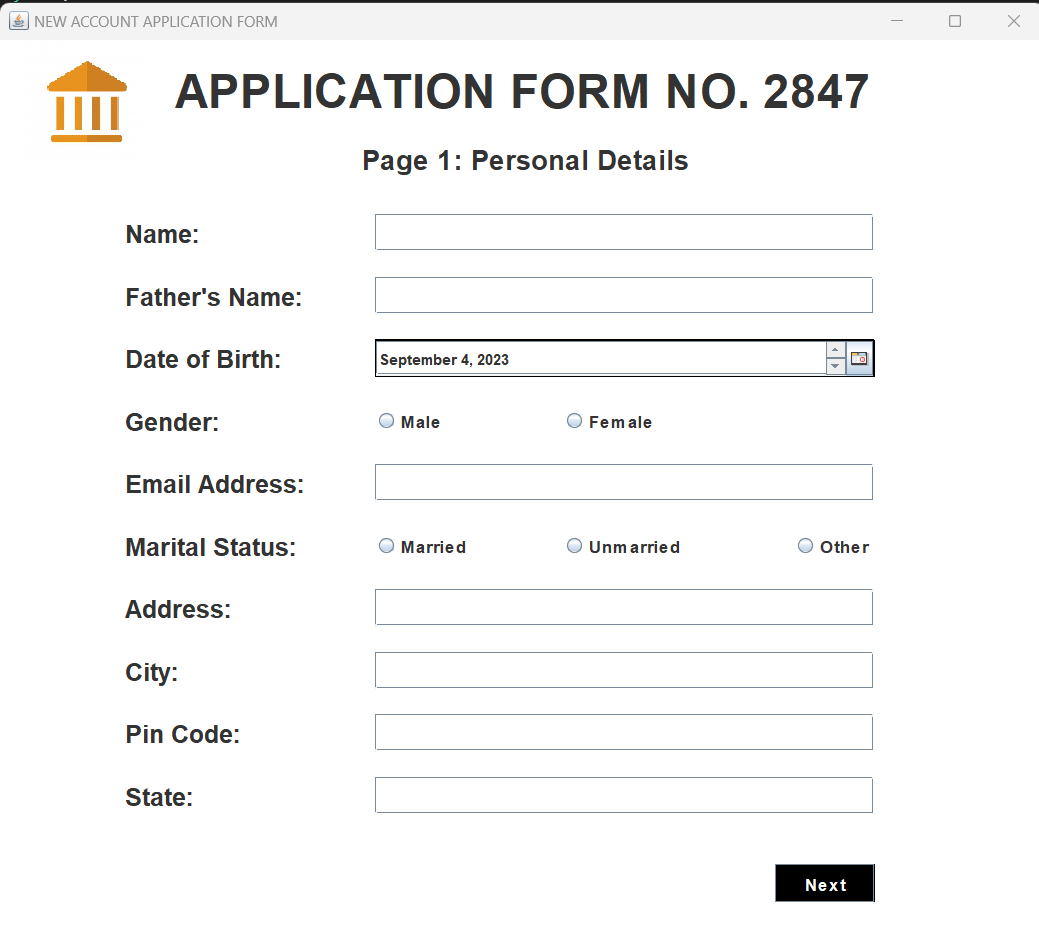 NEW ACCOUNT APPLICATION FORM
APPLICATION FORM NO. 2847
Page 1: Personal Details
Name:
Father's Name:
Date of Birth: September 4, 2023
Gender: Male Female
Email Address:
Marital Status: Married Unmarried Other
Address:
City:
Pin Code:
State:
Next